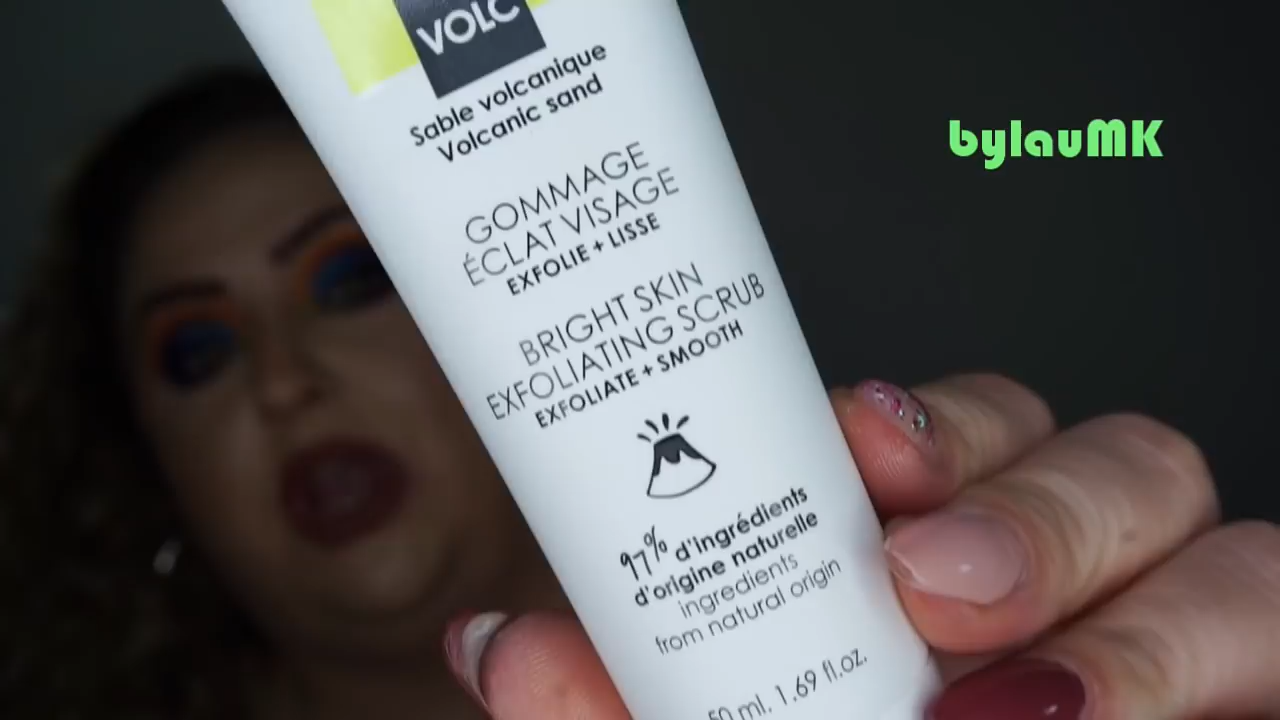 VOLC
Sable volcanique
Volcanic sand
GOMMAGE
ÉCLAT VISAGE
EXFOLIE + LISSE
BRIGHT SKIN
EXFOLIATING SCRUB
EXFOLIATE + SMOOTH
97% d'ingrédients
d'origine naturelle
ingredients
from natural origin
50 ml. 1.69 fl.oz.
bylauMK